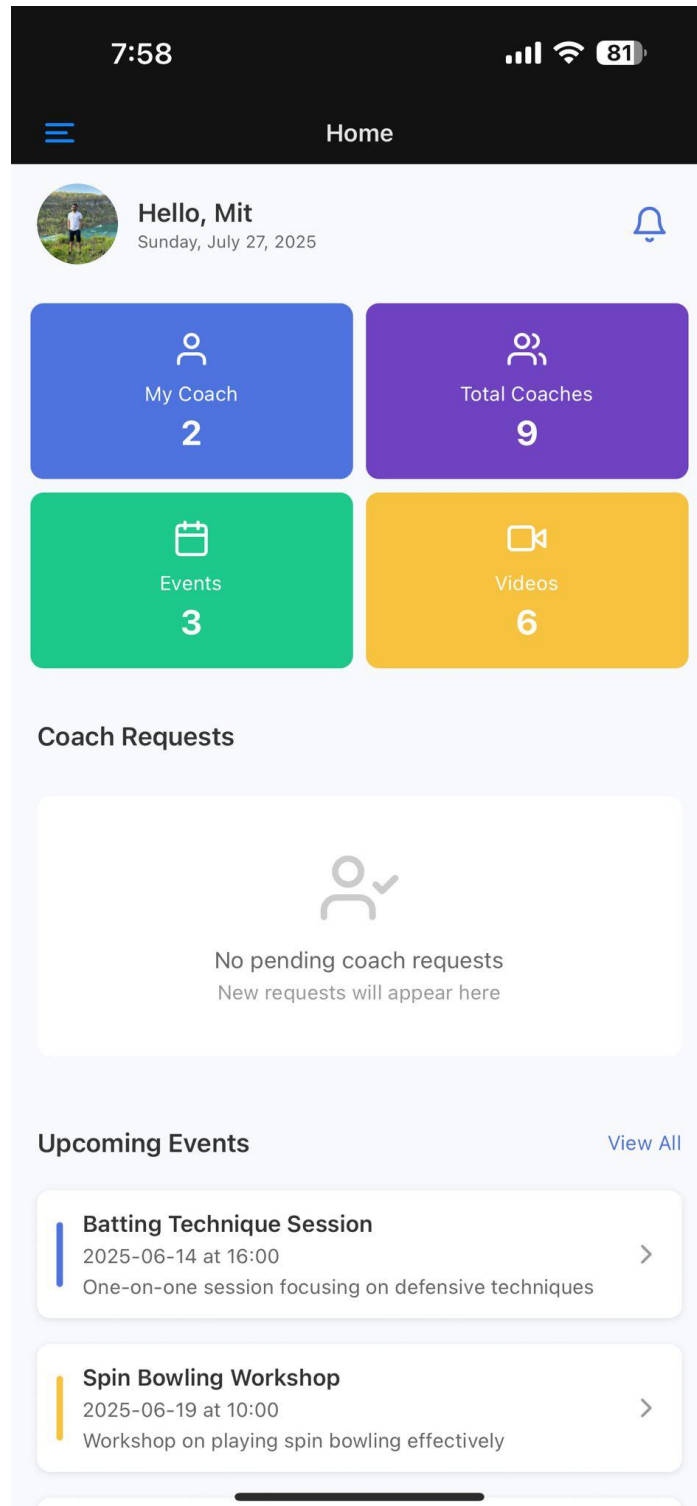 7:58
81
Home
Hello, Mit
Sunday, July 27, 2025
My Coach
2
Total Coaches
9
Events
3
Videos
6
Coach Requests
No pending coach requests
New requests will appear here
Upcoming Events
View All
Batting Technique Session
2025-06-14 at 16:00
One-on-one session focusing on defensive techniques
Spin Bowling Workshop
2025-06-19 at 10:00
Workshop on playing spin bowling effectively